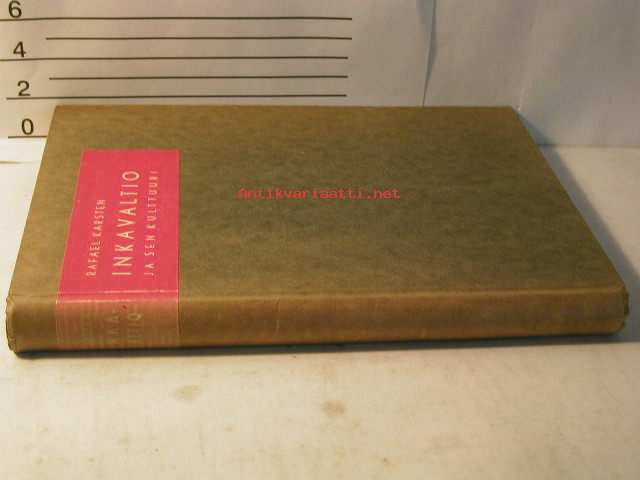 6
4
2
0
RAFAEL KARSTEN
INKAVALTIO
JA SEN KULTTUURI
antikvariaatti.net